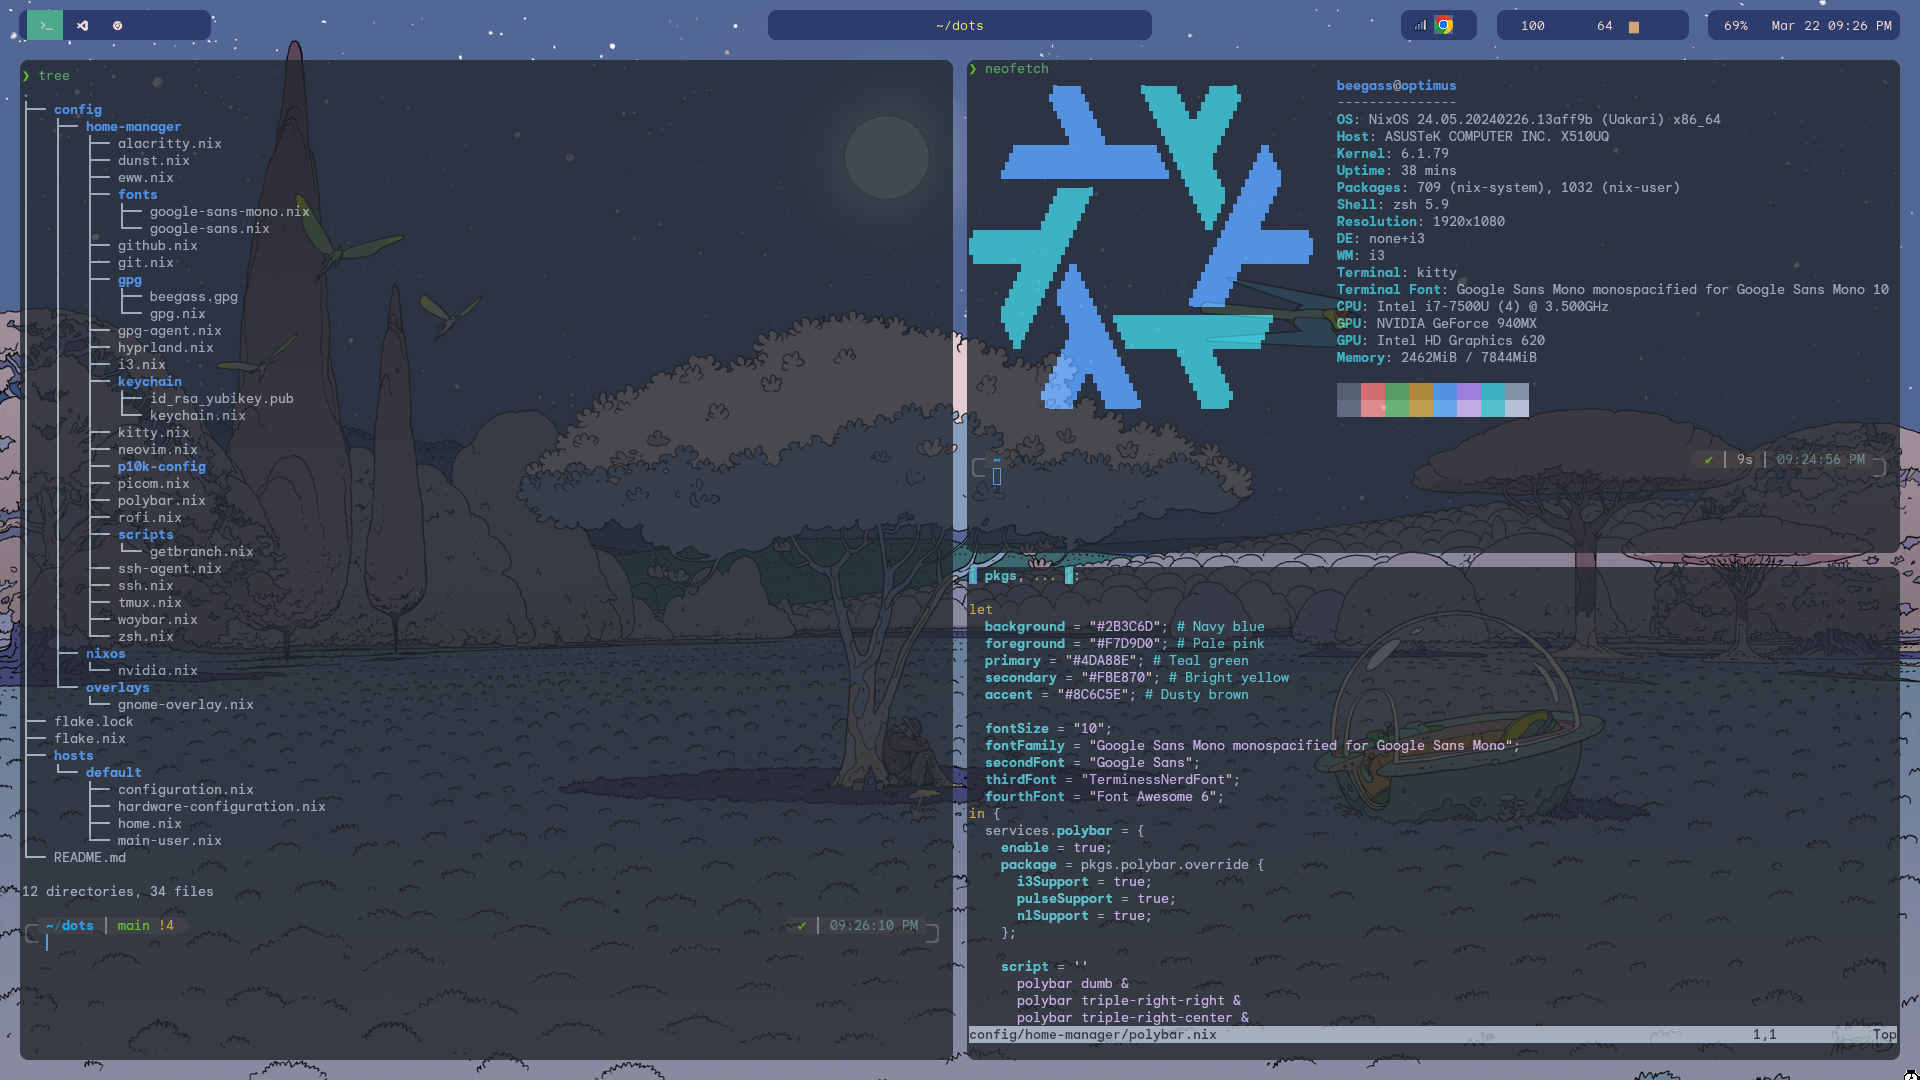 ~/dots
100
64
69%
Mar 22 09:26 PM
❯ tree
.
├── config
│   ├── home-manager
│   │   ├── alacritty.nix
│   │   ├── dunst.nix
│   │   ├── eww.nix
│   │   ├── fonts
│   │   │   ├── google-sans-mono.nix
│   │   │   └── google-sans.nix
│   │   ├── github.nix
│   │   ├── git.nix
│   │   ├── gpg
│   │   │   ├── beegass.gpg
│   │   │   └── gpg.nix
│   │   ├── gpg-agent.nix
│   │   ├── hyprland.nix
│   │   ├── i3.nix
│   │   ├── keychain
│   │   │   ├── id_rsa_yubikey.pub
│   │   │   └── keychain.nix
│   │   ├── kitty.nix
│   │   ├── neovim.nix
│   │   ├── p10k-config
│   │   ├── picom.nix
│   │   ├── polybar.nix
│   │   ├── rofi.nix
│   │   ├── scripts
│   │   │   └── getbranch.nix
│   │   ├── ssh-agent.nix
│   │   ├── ssh.nix
│   │   ├── tmux.nix
│   │   ├── waybar.nix
│   │   └── zsh.nix
│   ├── nixos
│   │   └── nvidia.nix
│   └── overlays
│       └── gnome-overlay.nix
├── flake.lock
├── flake.nix
├── hosts
│   └── default
│       ├── configuration.nix
│       ├── hardware-configuration.nix
│       ├── home.nix
│       └── main-user.nix
└── README.md
12 directories, 34 files
~/dots | main !4
✔ | 09:26:10 PM
❯ neofetch
beegass@optimus
---------------
OS: NixOS 24.05.20240226.13aff9b (Uakari) x86_64
Host: ASUSTeK COMPUTER INC. X510UQ
Kernel: 6.1.79
Uptime: 38 mins
Packages: 709 (nix-system), 1032 (nix-user)
Shell: zsh 5.9
Resolution: 1920x1080
DE: none+i3
WM: i3
Terminal: kitty
Terminal Font: Google Sans Mono monospacified for Google Sans Mono 10
CPU: Intel i7-7500U (4) @ 3.500GHz
GPU: NVIDIA GeForce 940MX
GPU: Intel HD Graphics 620
Memory: 2462MiB / 7844MiB
~
✔ | 9s | 09:24:56 PM
{ pkgs, ... }:
let
background = "#2B3C6D"; # Navy blue
foreground = "#F7D9D0"; # Pale pink
primary = "#4DA88E"; # Teal green
secondary = "#FBE870"; # Bright yellow
accent = "#8C6C5E"; # Dusty brown
fontSize = "10";
fontFamily = "Google Sans Mono monospacified for Google Sans Mono";
secondFont = "Google Sans";
thirdFont = "TerminessNerdFont";
fourthFont = "Font Awesome 6";
in {
services.polybar = {
enable = true;
package = pkgs.polybar.override {
i3Support = true;
pulseSupport = true;
nlSupport = true;
};
script = ''
polybar dumb &
polybar triple-right-right &
polybar triple-right-center &
config/home-manager/polybar.nix 1,1 Top